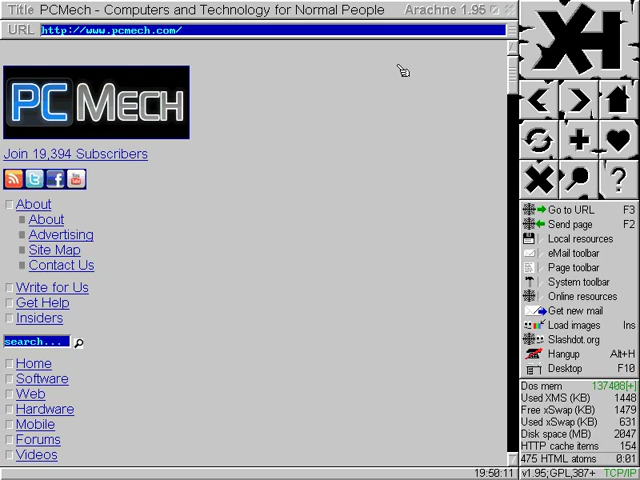 Title PCMech - Computers and Technology for Normal People Arachne 1.95
URL http://www.pcmech.com/
PC MECH
Join 19,394 Subscribers
You Tube
About
About
Advertising
Site Map
Contact Us
Write for Us
Get Help
Insiders
search...
Home
Software
Web
Hardware
Mobile
Forums
Videos
?
Go to URL F3
Send page F2
Local resources
eMail toolbar
Page toolbar
System toolbar
Online resources
Get new mail
Load images Ins
Slashdot.org
Hangup Alt+H
Desktop F10
Dos mem 137408[+]
Used XMS (KB) 1448
Free xSwap (KB) 1479
Used xSwap (KB) 631
Disk space (MB) 2047
HTTP cache items 154
475 HTML atoms 0:01
19:50:11 v1.95;GPL,387+ TCP/IP